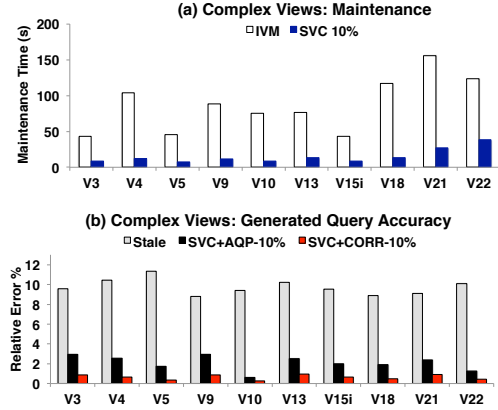 (a) Complex Views: Maintenance
IVM SVC 10%
Maintenance Time (s)
200
150
100
50
0
V3 V4 V5 V9 V10 V13 V15i V18 V21 V22
(b) Complex Views: Generated Query Accuracy
Stale SVC+AQP-10% SVC+CORR-10%
Relative Error %
12
10
8
6
4
2
0
V3 V4 V5 V9 V10 V13 V15i V18 V21 V22